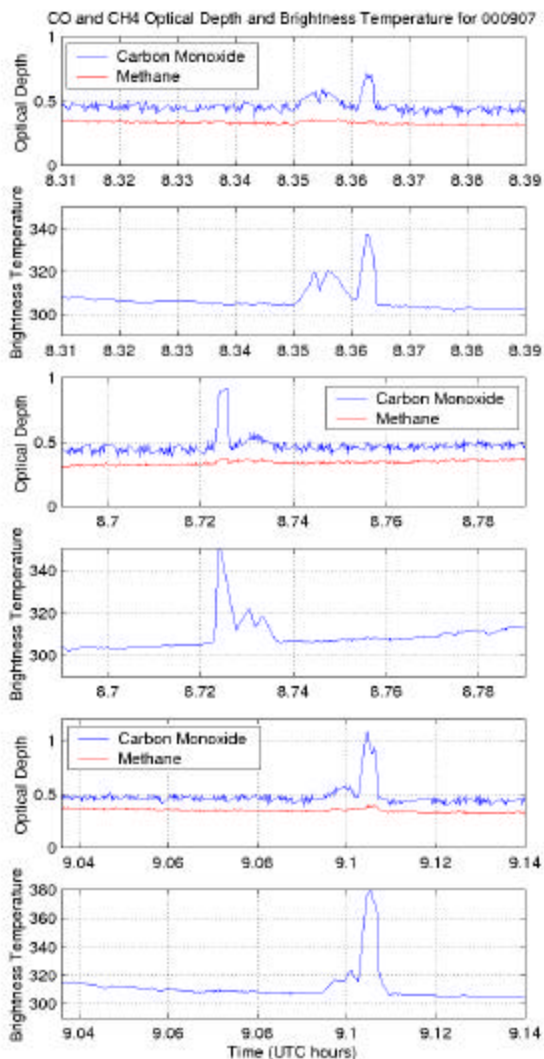 CO and CH4 Optical Depth and Brightness Temperature for 000907
Optical Depth
1
0.5
0
Carbon Monoxide
Methane
8.31 8.32 8.33 8.34 8.35 8.36 8.37 8.38 8.39
Brightness Temperature
340
320
300
8.31 8.32 8.33 8.34 8.35 8.36 8.37 8.38 8.39
Optical Depth
1
0.5
0
Carbon Monoxide
Methane
8.7 8.72 8.74 8.76 8.78
Brightness Temperature
340
320
300
8.7 8.72 8.74 8.76 8.78
Optical Depth
1
0.5
0
Carbon Monoxide
Methane
9.04 9.06 9.08 9.1 9.12 9.14
Brightness Temperature
380
360
340
320
300
9.04 9.06 9.08 9.1 9.12 9.14
Time (UTC hours)